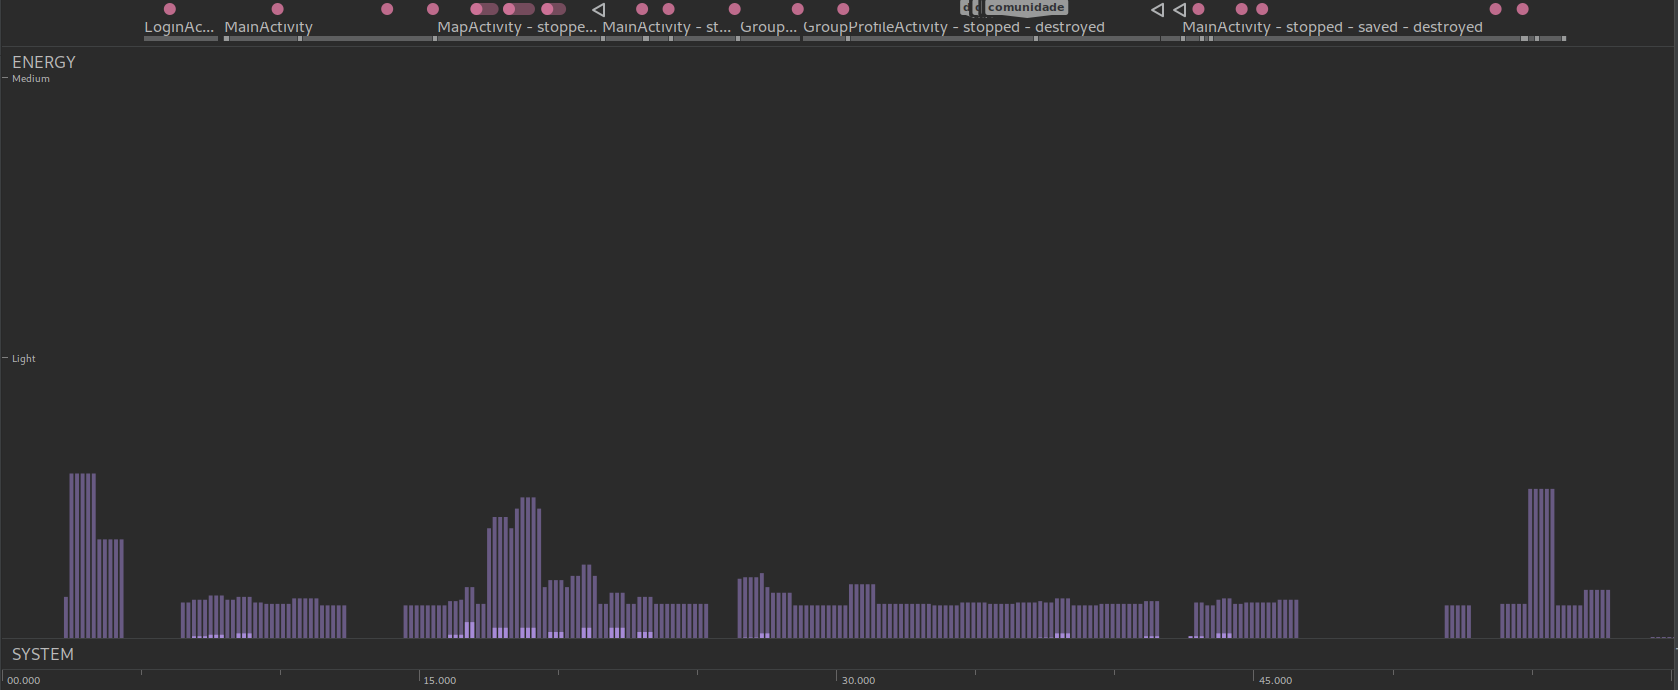 comunidade
LoginAc... MainActivity MapActivity - stoppe... MainActivity - st... Group... GroupProfileActivity - stopped - destroyed MainActivity - stopped - saved - destroyed
ENERGY
Medium
Light
SYSTEM
00.000 15.000 30.000 45.000